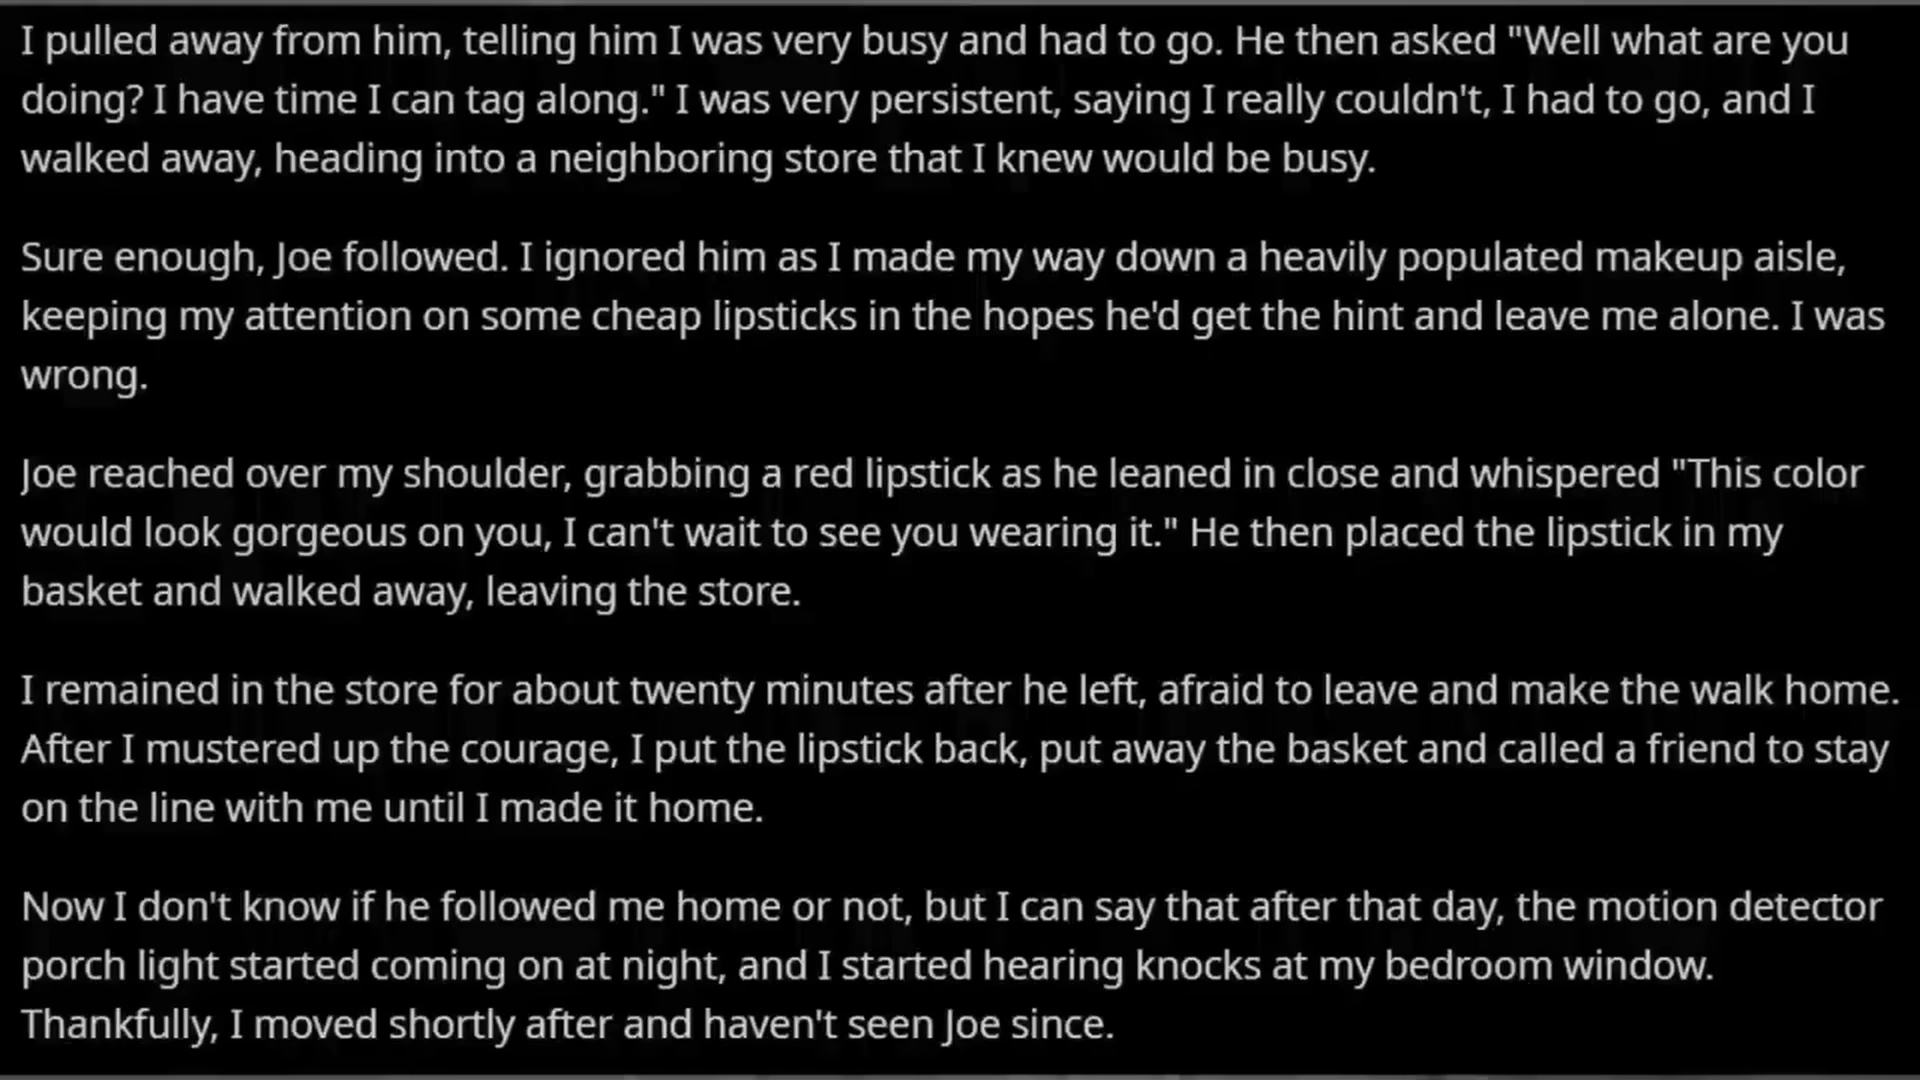 I pulled away from him, telling him I was very busy and had to go. He then asked "Well what are you
doing? I have time I can tag along." I was very persistent, saying I really couldn't, I had to go, and I
walked away, heading into a neighboring store that I knew would be busy.
Sure enough, Joe followed. I ignored him as I made my way down a heavily populated makeup aisle,
keeping my attention on some cheap lipsticks in the hopes he'd get the hint and leave me alone. I was
wrong.
Joe reached over my shoulder, grabbing a red lipstick as he leaned in close and whispered "This color
would look gorgeous on you, I can't wait to see you wearing it." He then placed the lipstick in my
basket and walked away, leaving the store.
I remained in the store for about twenty minutes after he left, afraid to leave and make the walk home.
After I mustered up the courage, I put the lipstick back, put away the basket and called a friend to stay
on the line with me until I made it home.
Now I don't know if he followed me home or not, but I can say that after that day, the motion detector
porch light started coming on at night, and I started hearing knocks at my bedroom window.
Thankfully, I moved shortly after and haven't seen Joe since.